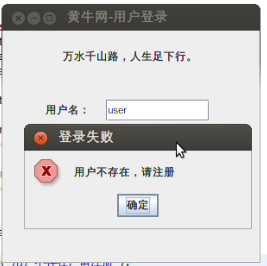 黄牛网-用户登录
万水千山路，人生足下行。
用户名：
user
登录失败
用户不存在，请注册
确定